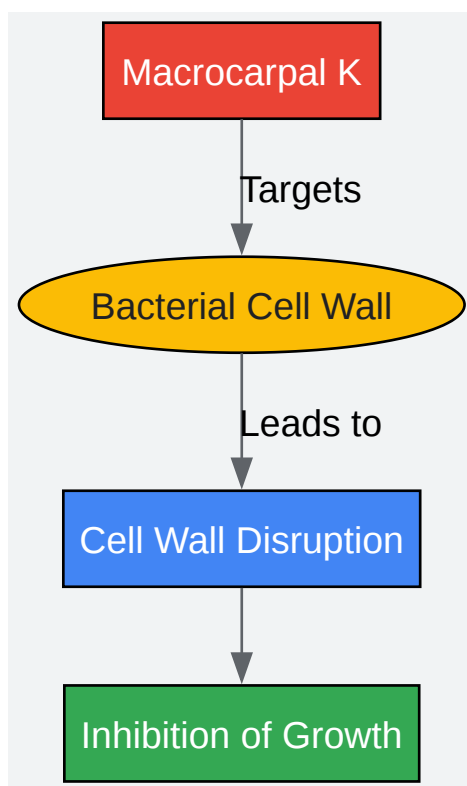 Macrocarpal K
Targets
Bacterial Cell Wall
Leads to
Cell Wall Disruption
Inhibition of Growth